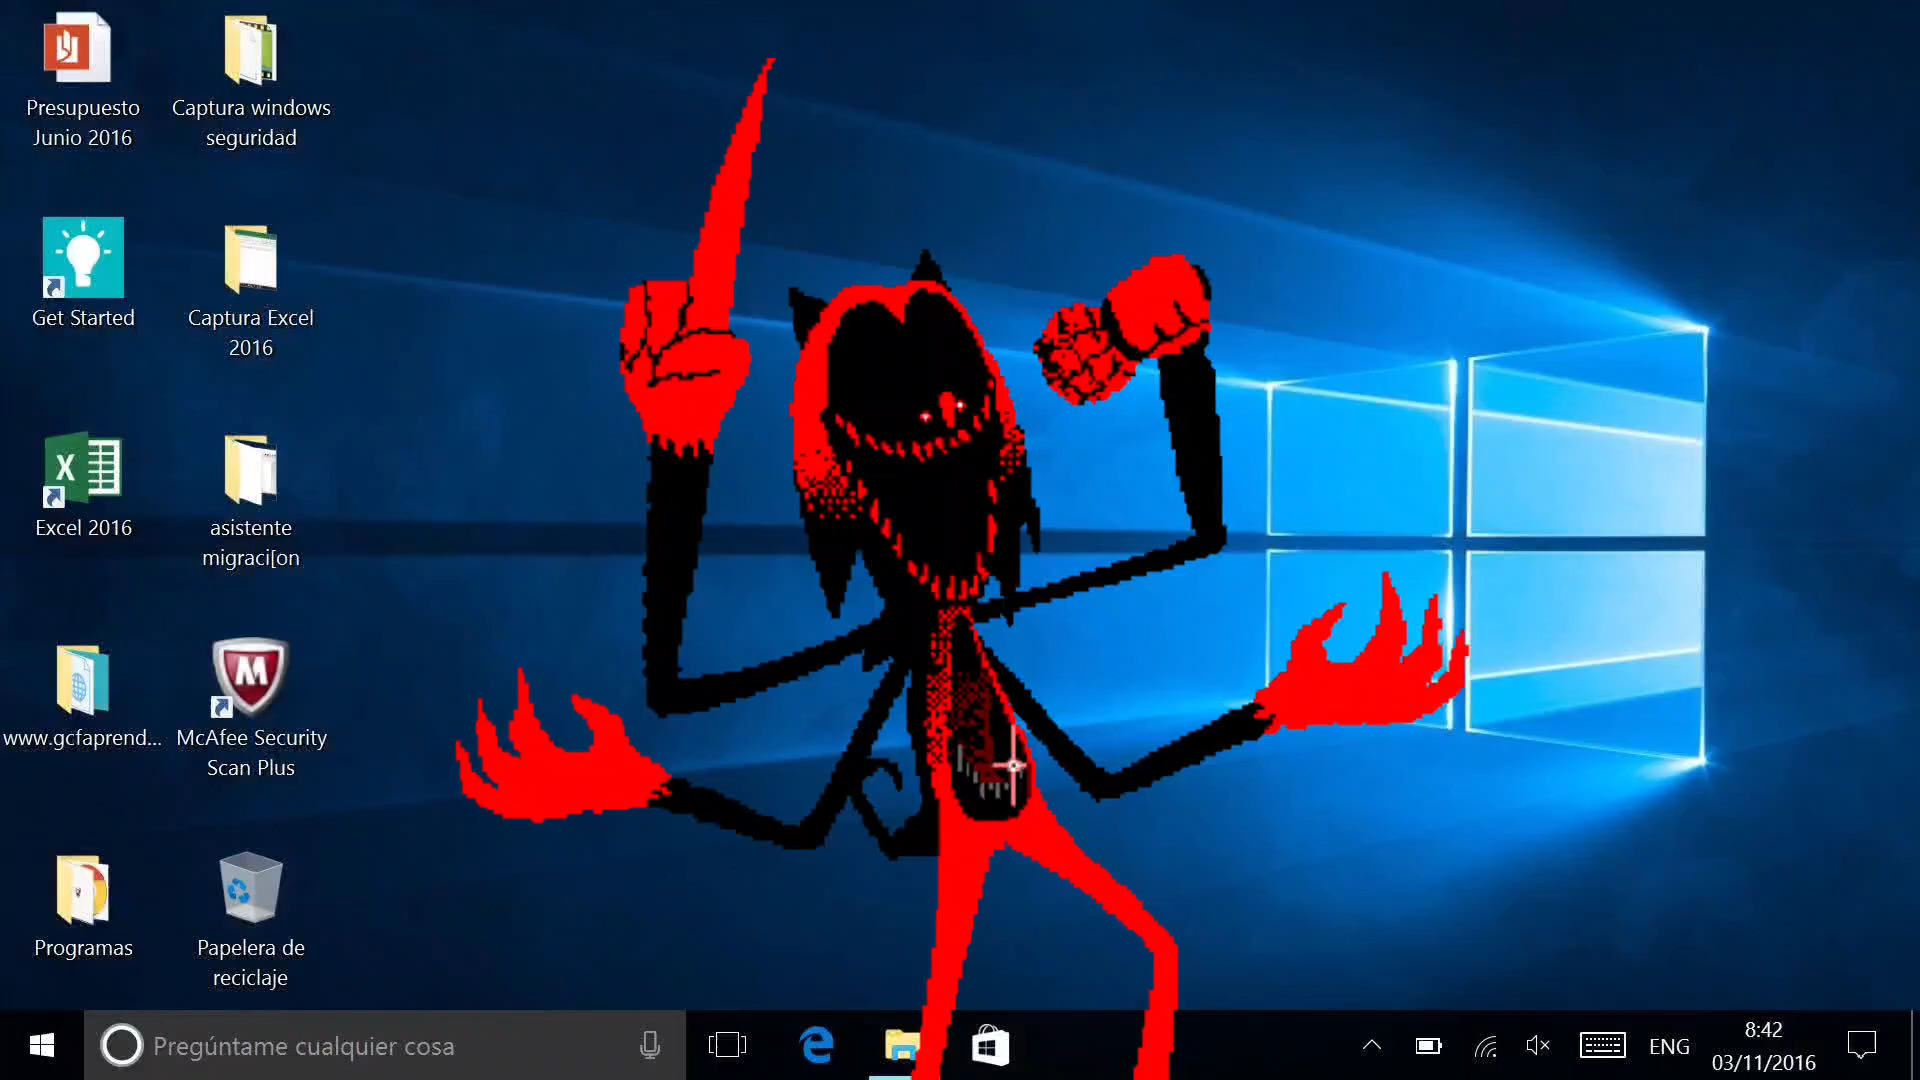 Presupuesto
Junio 2016
Captura windows
seguridad
Get Started
Captura Excel
2016
Excel 2016
asistente
migraci[on
www.gcfaprend...
McAfee Security
Scan Plus
Programas
Papelera de
reciclaje
Pregúntame cualquier cosa
ENG
8:42
03/11/2016